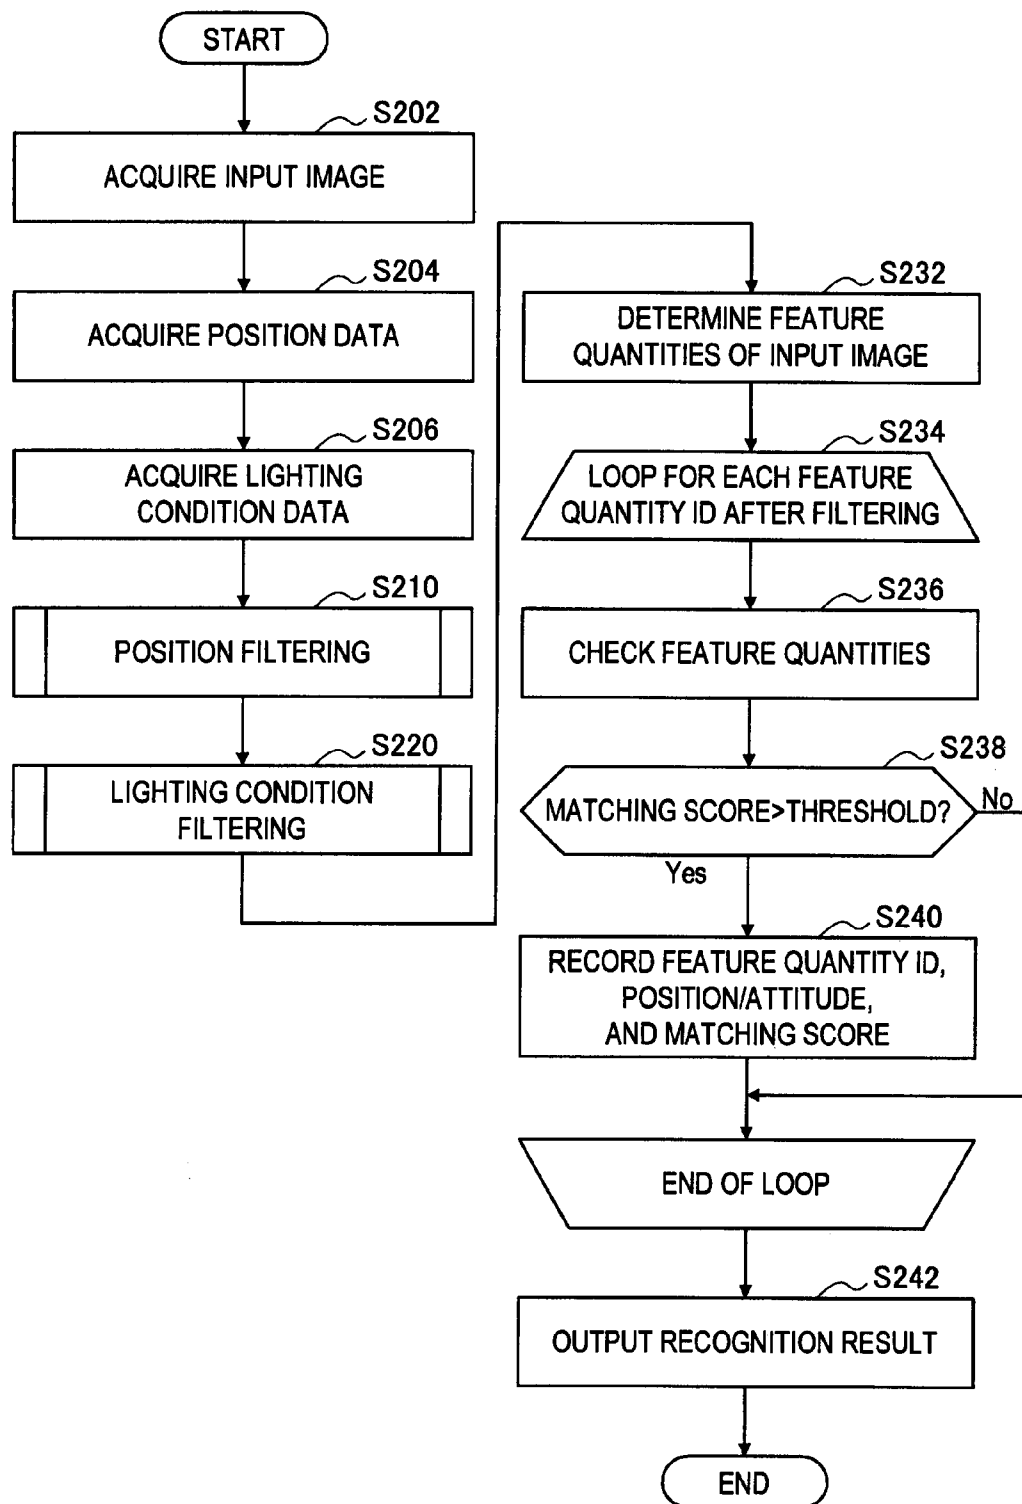 START
S202
ACQUIRE INPUT IMAGE
S204
ACQUIRE POSITION DATA
S206
ACQUIRE LIGHTING
CONDITION DATA
S210
POSITION FILTERING
S220
LIGHTING CONDITION
FILTERING
S232
DETERMINE FEATURE
QUANTITIES OF INPUT IMAGE
S234
LOOP FOR EACH FEATURE
QUANTITY ID AFTER FILTERING
S236
CHECK FEATURE QUANTITIES
S238
MATCHING SCORE>THRESHOLD?
No
Yes
S240
RECORD FEATURE QUANTITY ID,
POSITION/ATTITUDE,
AND MATCHING SCORE
END OF LOOP
S242
OUTPUT RECOGNITION RESULT
END